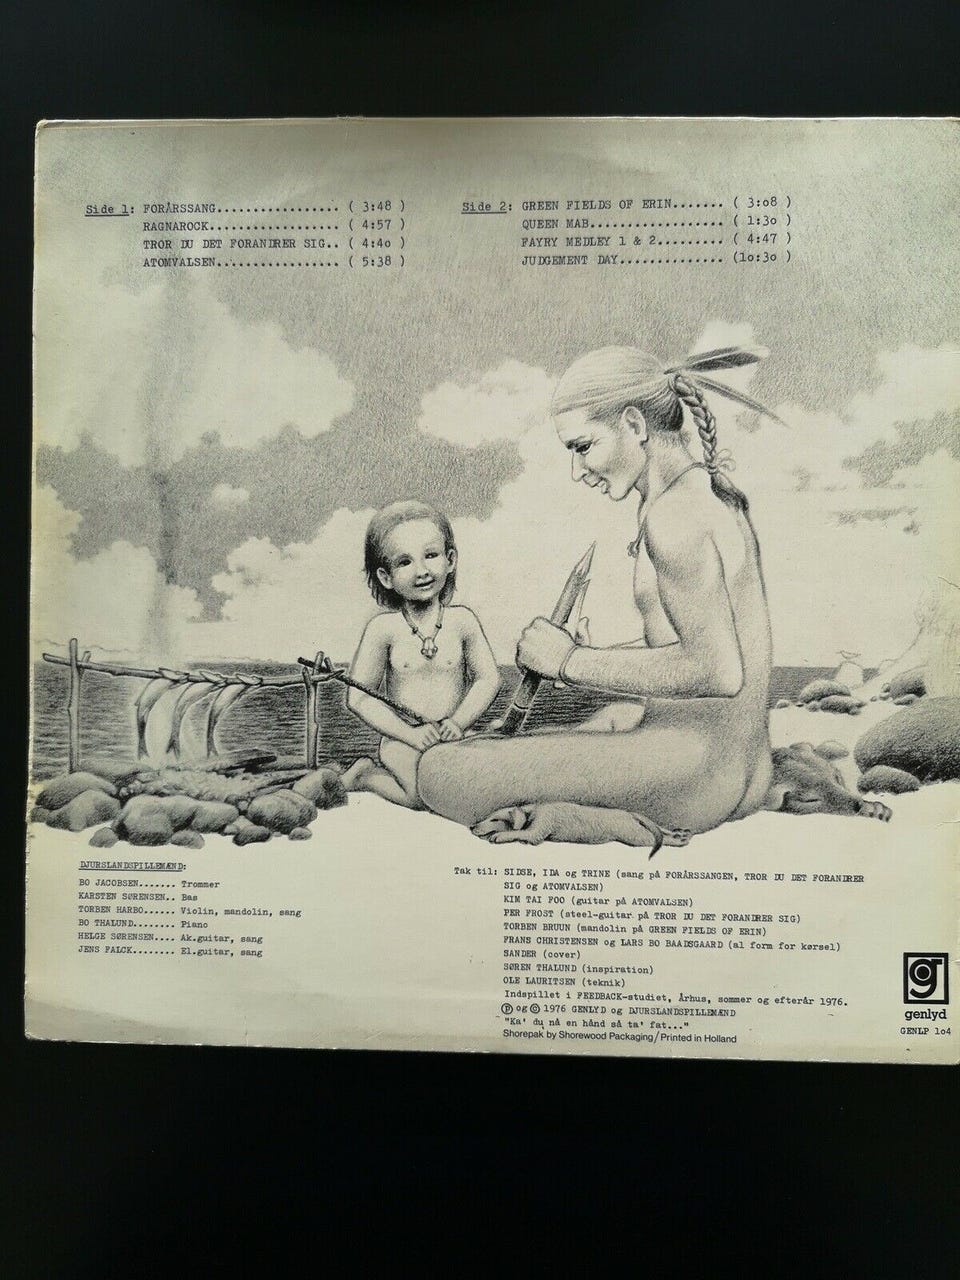 Side 1: FORÅRSSANG................. ( 3:48 )
RAGNAROCK.................. ( 4:57 )
TROR DU DET FORANDRER SIG.. ( 4:4o )
ATOMVALSEN................. ( 5:38 )
Side 2: GREEN FIELDS OF ERIN....... ( 3:o8 )
QUEEN MAB.................. ( 1:3o )
FAYRY MEDLEY 1 & 2......... ( 4:47 )
JUDGEMENT DAY.............. (1o:3o )
DJURSLANDSPILLEMÆND:
BO JACOBSEN....... Trommer
KARSTEN SØRENSEN.. Bas
TORBEN HARBO...... Violin, mandolin, sang
BO THALUND........ Piano
HELGE SØRENSEN.... Ak.guitar, sang
JENS FALCK........ El.guitar, sang
Tak til: SIDSE, IDA og TRINE (sang på FORÅRSSANGEN, TROR DU DET FORANDRER
SIG og ATOMVALSEN)
KIM TAI FOO (guitar på ATOMVALSEN)
PER FROST (steel-guitar på TROR DU DET FORANDRER SIG)
TORBEN BRUUN (mandolin på GREEN FIELDS OF ERIN)
FRANS CHRISTENSEN og LARS BO BAADSGAARD (al form for kørsel)
SANDER (cover)
SØREN THALUND (inspiration)
OLE LAURITSEN (teknik)
Indspillet i FEEDBACK-studiet, Århus, sommer og efterår 1976.
Ⓟ og © 1976 GENLYD og DJURSLANDSPILLEMÆND
"Ka' du nå en hånd så ta' fat..."
Shorepak by Shorewood Packaging/Printed in Holland
g
genlyd
GENLP 1o4